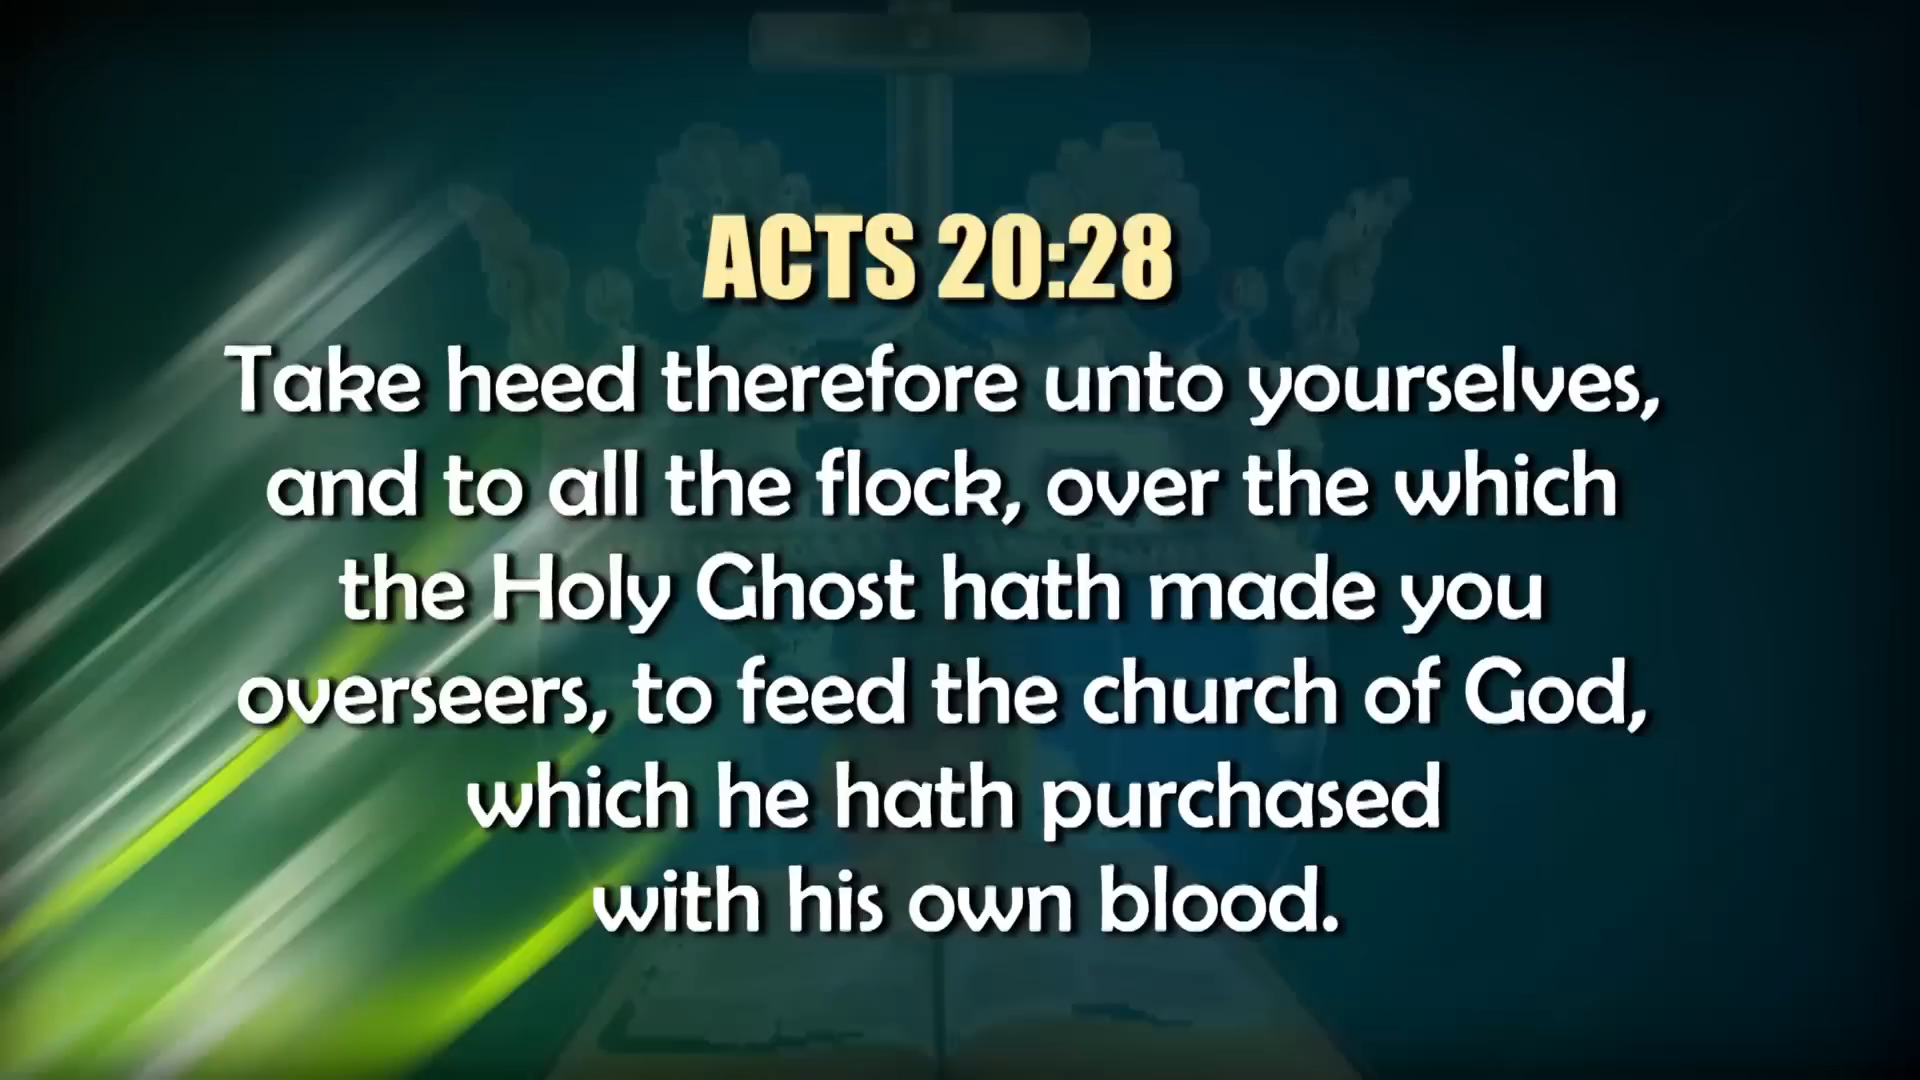 ACTS 20:28
Take heed therefore unto yourselves,
and to all the flock, over the which
the Holy Ghost hath made you
overseers, to feed the church of God,
which he hath purchased
with his own blood.